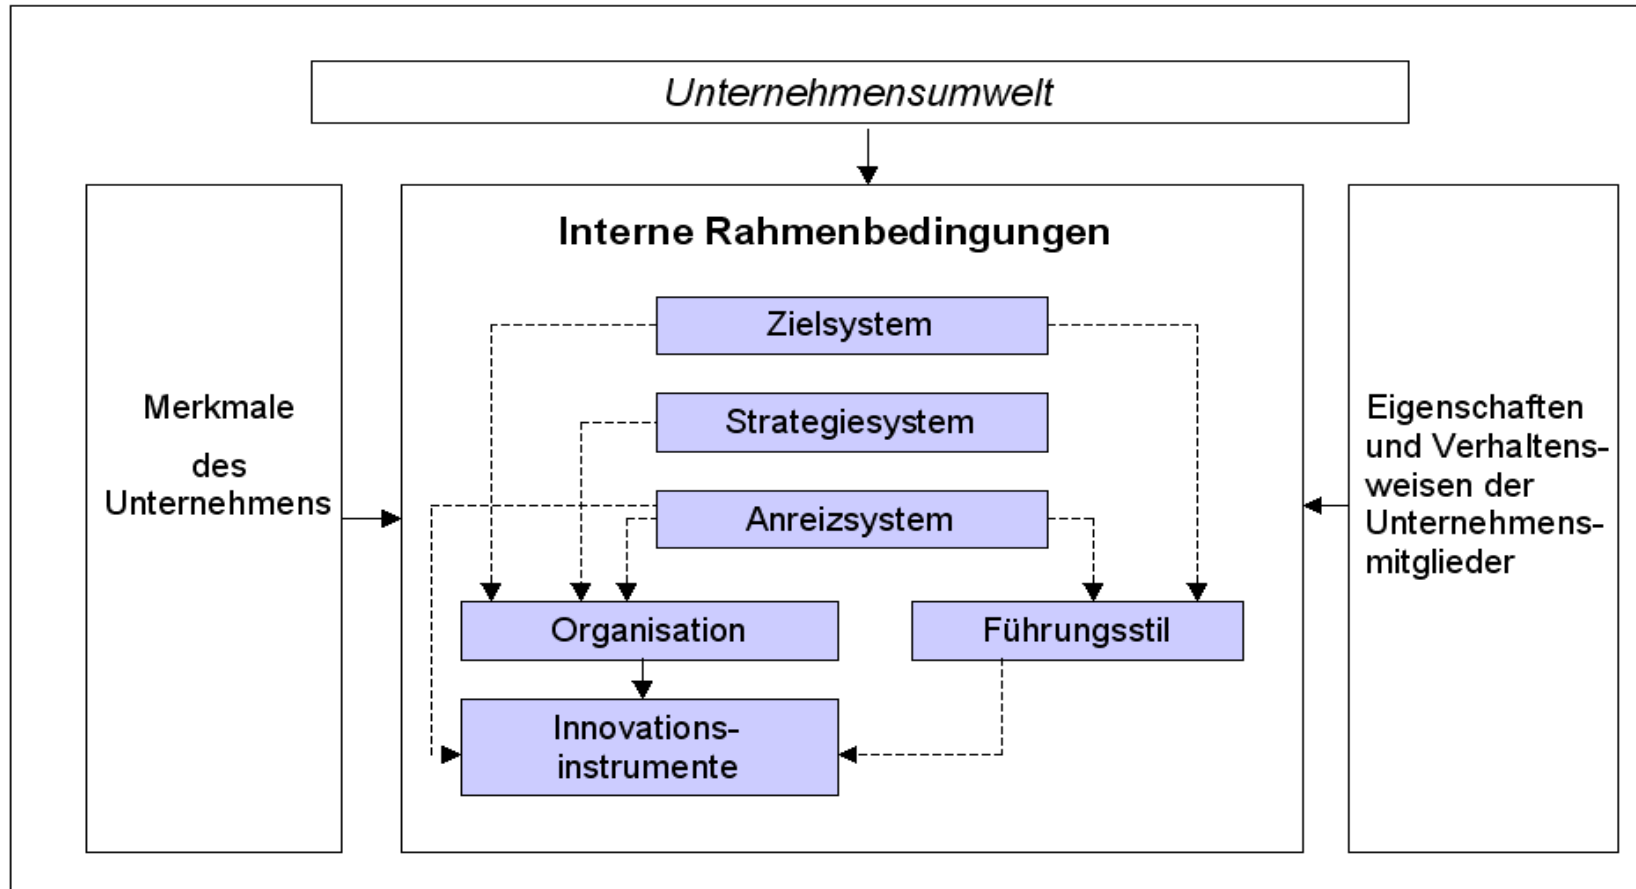 Unternehmensumwelt
Merkmale
des
Unternehmens
Interne Rahmenbedingungen
Zielsystem
Strategiesystem
Anreizsystem
Organisation
Führungsstil
Innovations-
instrumente
Eigenschaften
und Verhaltens-
weisen der
Unternehmens-
mitglieder